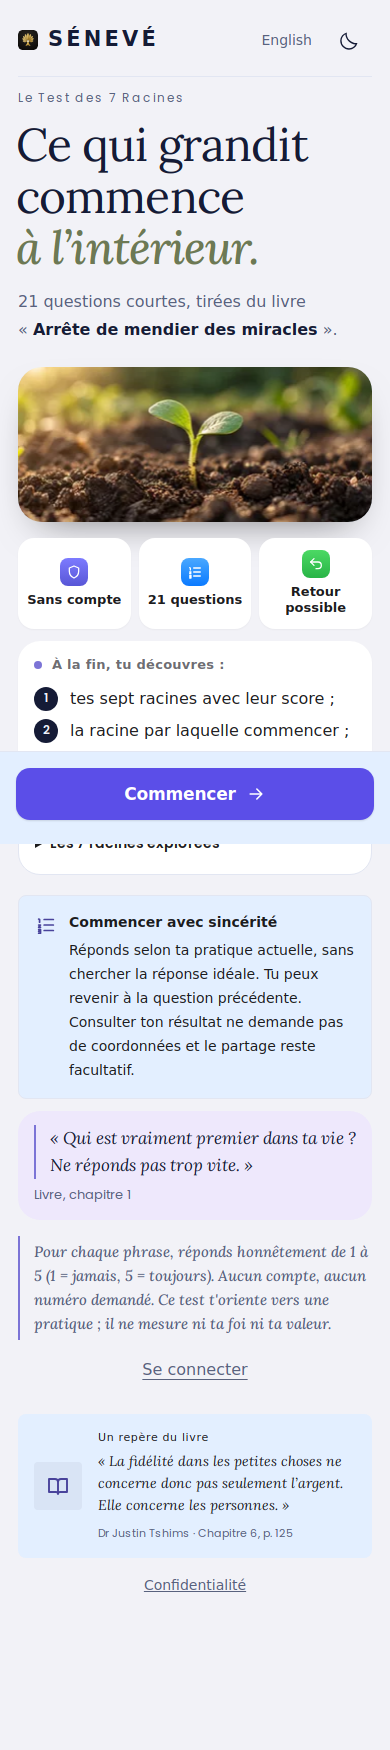 SÉNEVÉ
English
Le Test des 7 Racines
Ce qui grandit
commence
à l’intérieur.
21 questions courtes, tirées du livre
« Arrête de mendier des miracles ».
Sans compte
21 questions
Retour
possible
À la fin, tu découvres :
1 tes sept racines avec leur score ;
2 la racine par laquelle commencer ;
Commencer →
Les 7 racines explorées
Commencer avec sincérité
Réponds selon ta pratique actuelle, sans
chercher la réponse idéale. Tu peux
revenir à la question précédente.
Consulter ton résultat ne demande pas
de coordonnées et le partage reste
facultatif.
« Qui est vraiment premier dans ta vie ?
Ne réponds pas trop vite. »
Livre, chapitre 1
Pour chaque phrase, réponds honnêtement de 1 à
5 (1 = jamais, 5 = toujours). Aucun compte, aucun
numéro demandé. Ce test t'oriente vers une
pratique ; il ne mesure ni ta foi ni ta valeur.
Se connecter
Un repère du livre
« La fidélité dans les petites choses ne
concerne donc pas seulement l’argent.
Elle concerne les personnes. »
Dr Justin Tshims · Chapitre 6, p. 125
Confidentialité